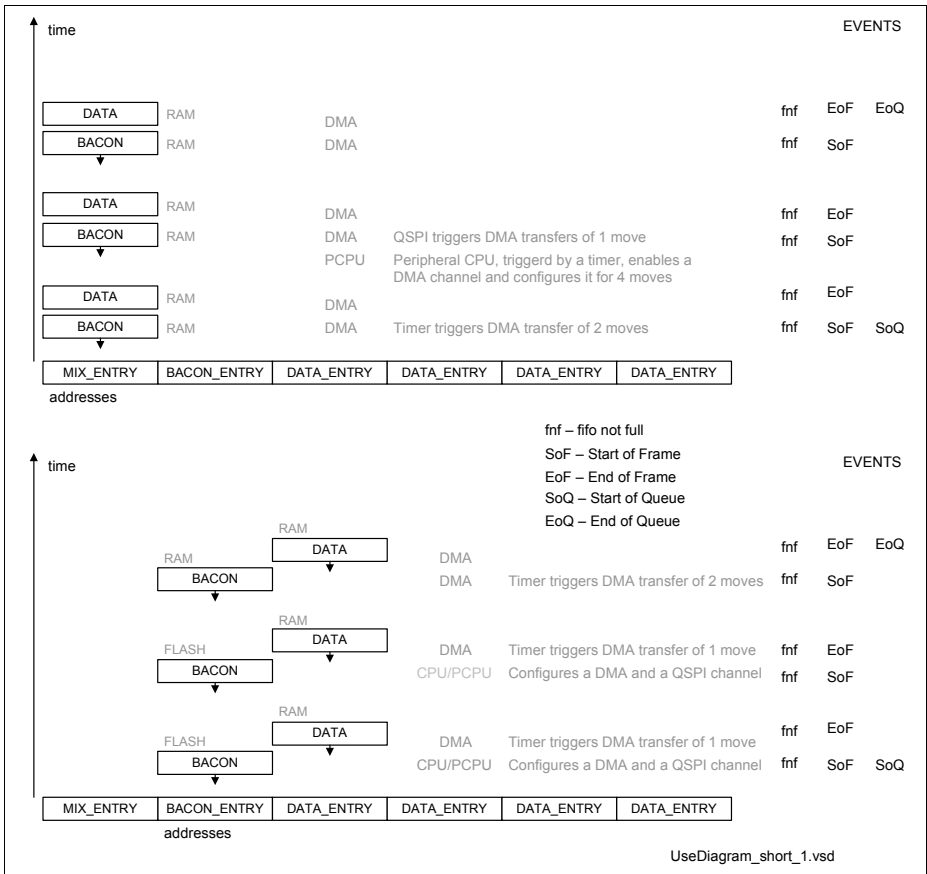 time EVENTS
DATA RAM DMA fnf EoF EoQ
BACON RAM DMA fnf SoF
DATA RAM DMA fnf EoF
BACON RAM DMA QSPI triggers DMA transfers of 1 move fnf SoF
PCPU Peripheral CPU, triggerd by a timer, enables a
DMA channel and configures it for 4 moves
DATA RAM DMA fnf EoF
BACON RAM DMA Timer triggers DMA transfer of 2 moves fnf SoF SoQ
MIX_ENTRY BACON_ENTRY DATA_ENTRY DATA_ENTRY DATA_ENTRY DATA_ENTRY
addresses
fnf – fifo not full
SoF – Start of Frame
EoF – End of Frame
SoQ – Start of Queue
EoQ – End of Queue
time EVENTS
RAM
DATA fnf EoF EoQ
RAM DMA
BACON DMA Timer triggers DMA transfer of 2 moves fnf SoF
RAM
DATA
FLASH DMA Timer triggers DMA transfer of 1 move fnf EoF
BACON CPU/PCPU Configures a DMA and a QSPI channel fnf SoF
RAM
DATA fnf EoF
FLASH DMA Timer triggers DMA transfer of 1 move
BACON CPU/PCPU Configures a DMA and a QSPI channel fnf SoF SoQ
MIX_ENTRY BACON_ENTRY DATA_ENTRY DATA_ENTRY DATA_ENTRY DATA_ENTRY
addresses
UseDiagram_short_1.vsd